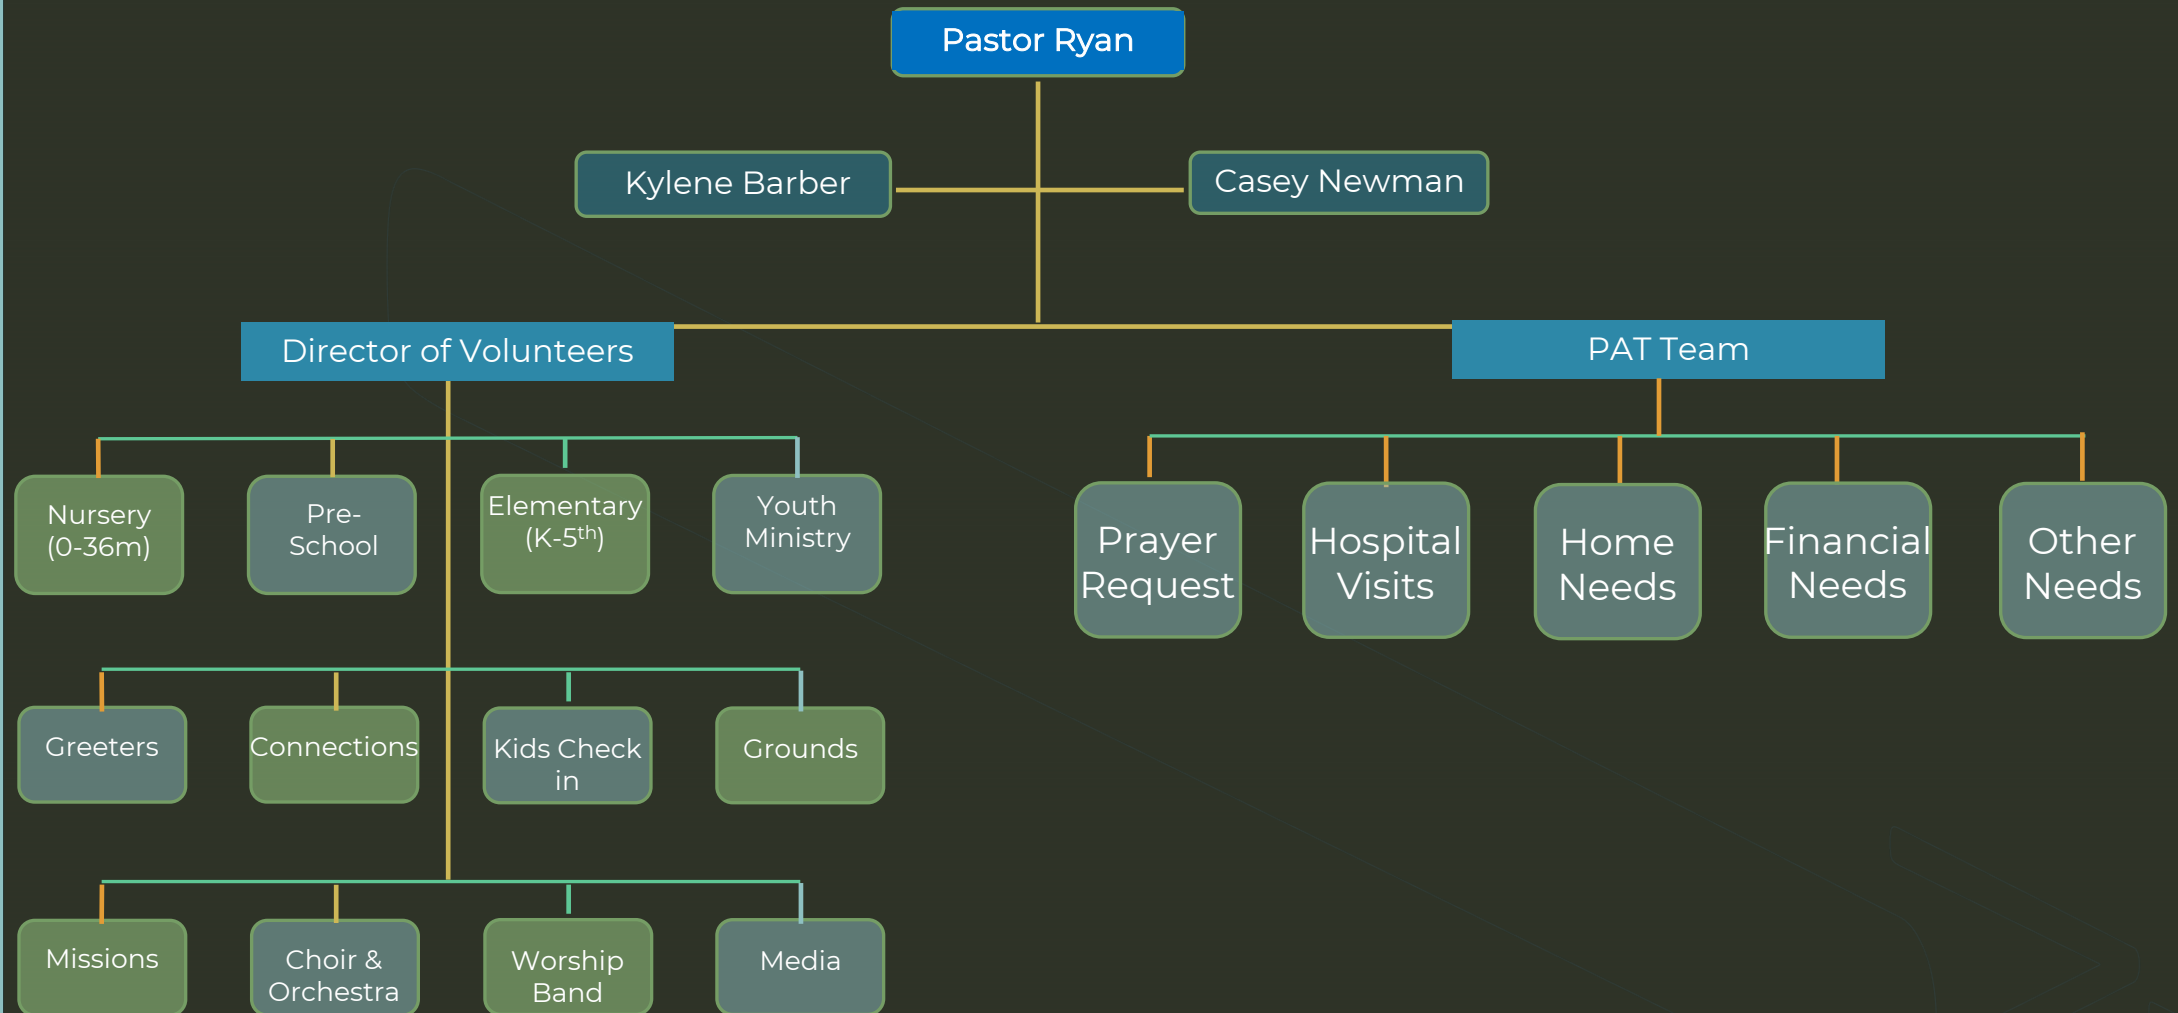 Pastor Ryan
Kylene Barber
Casey Newman
Director of Volunteers
PAT Team
Nursery
(0-36m)
Pre-
School
Elementary
(K-5th)
Youth
Ministry
Prayer
Request
Hospital
Visits
Home
Needs
Financial
Needs
Other
Needs
Greeters
Connections
Kids Check
in
Grounds
Missions
Choir &
Orchestra
Worship
Band
Media